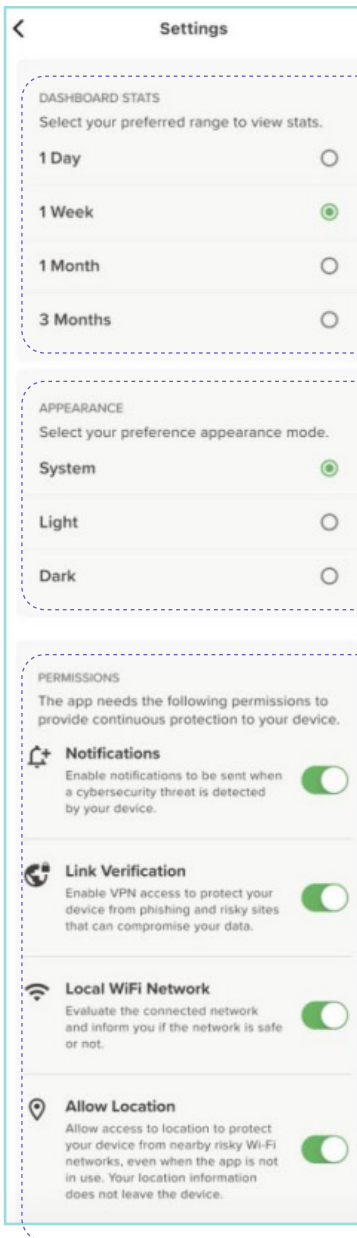 Settings
DASHBOARD STATS
Select your preferred range to view stats.
1 Day
1 Week
1 Month
3 Months
APPEARANCE
Select your preference appearance mode.
System
Light
Dark
PERMISSIONS
The app needs the following permissions to
provide continuous protection to your device.
Notifications
Enable notifications to be sent when
a cybersecurity threat is detected
by your device.
Link Verification
Enable VPN access to protect your
device from phishing and risky sites
that can compromise your data.
Local WiFi Network
Evaluate the connected network
and inform you if the network is safe
or not.
Allow Location
Allow access to location to protect
your device from nearby risky Wi-Fi
networks, even when the app is not
in use. Your location information
does not leave the device.